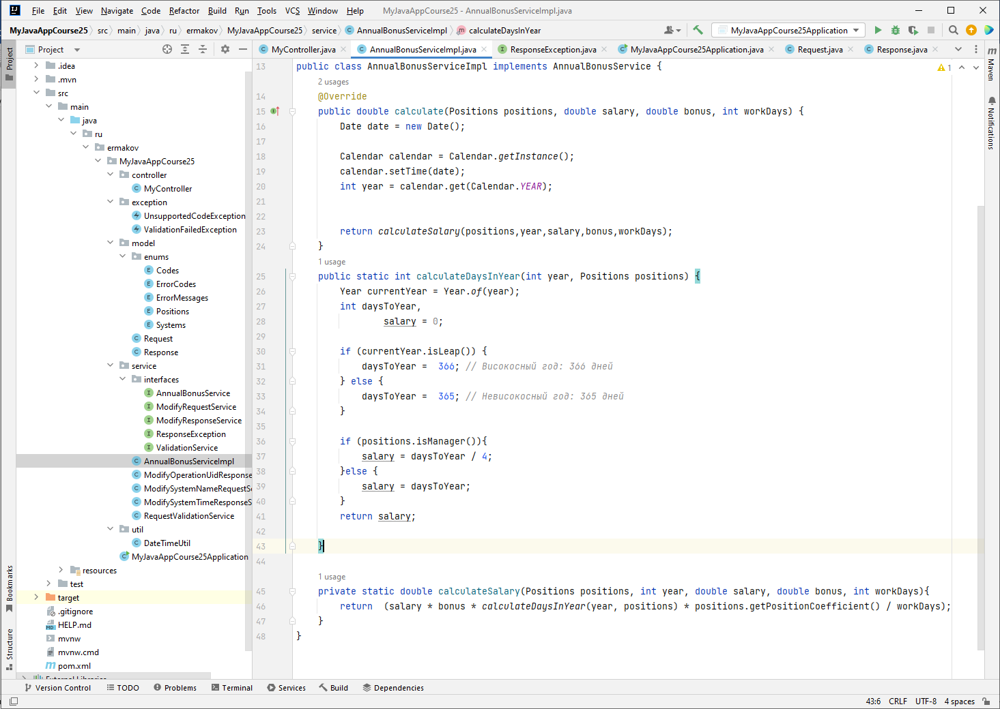 File Edit View Navigate Code Refactor Build Run Tools VCS Window Help MyJavaAppCourse25 - AnnualBonusServiceImpl.java
MyJavaAppCourse25 src main java ru ermakov MyJavaAppCourse25 service AnnualBonusServiceImpl calculateDaysInYear MyJavaAppCourse25Application
Project
MyController.java AnnualBonusServiceImpl.java ResponseException.java MyJavaAppCourse25Application.java Request.java Response.java
Project
Bookmarks
Structure
.idea
.mvn
src
main
java
ru
ermakov
MyJavaAppCourse25
controller
MyController
exception
UnsupportedCodeException
ValidationFailedException
model
enums
Codes
ErrorCodes
ErrorMessages
Positions
Systems
Request
Response
service
interfaces
AnnualBonusService
ModifyRequestService
ModifyResponseService
ResponseException
ValidationService
AnnualBonusServiceImpl
ModifyOperationUidResponse
ModifySystemNameRequestSe
ModifySystemTimeResponseS
RequestValidationService
util
DateTimeUtil
MyJavaAppCourse25Application
resources
test
target
.gitignore
HELP.md
mvnw
mvnw.cmd
pom.xml
External Libraries
13 public class AnnualBonusServiceImpl implements AnnualBonusService {
2 usages
14 @Override
15 public double calculate(Positions positions, double salary, double bonus, int workDays) {
16 Date date = new Date();
17
18 Calendar calendar = Calendar.getInstance();
19 calendar.setTime(date);
20 int year = calendar.get(Calendar.YEAR);
21
22
23 return calculateSalary(positions,year,salary,bonus,workDays);
24 }
1 usage
25 public static int calculateDaysInYear(int year, Positions positions) {
26 Year currentYear = Year.of(year);
27 int daysToYear,
28 salary = 0;
29
30 if (currentYear.isLeap()) {
31 daysToYear =  366; // Високосный год: 366 дней
32 } else {
33 daysToYear =  365; // Невисокосный год: 365 дней
34 }
35
36 if (positions.isManager()){
37 salary = daysToYear / 4;
38 }else {
39 salary = daysToYear;
40 }
41 return salary;
42
43 }
44
1 usage
45 private static double calculateSalary(Positions positions, int year, double salary, double bonus, int workDays){
46 return  (salary * bonus * calculateDaysInYear(year, positions) * positions.getPositionCoefficient() / workDays);
47 }
48 }
1
Maven
Notifications
Version Control TODO Problems Terminal Services Build Dependencies
43:6 CRLF UTF-8 4 spaces